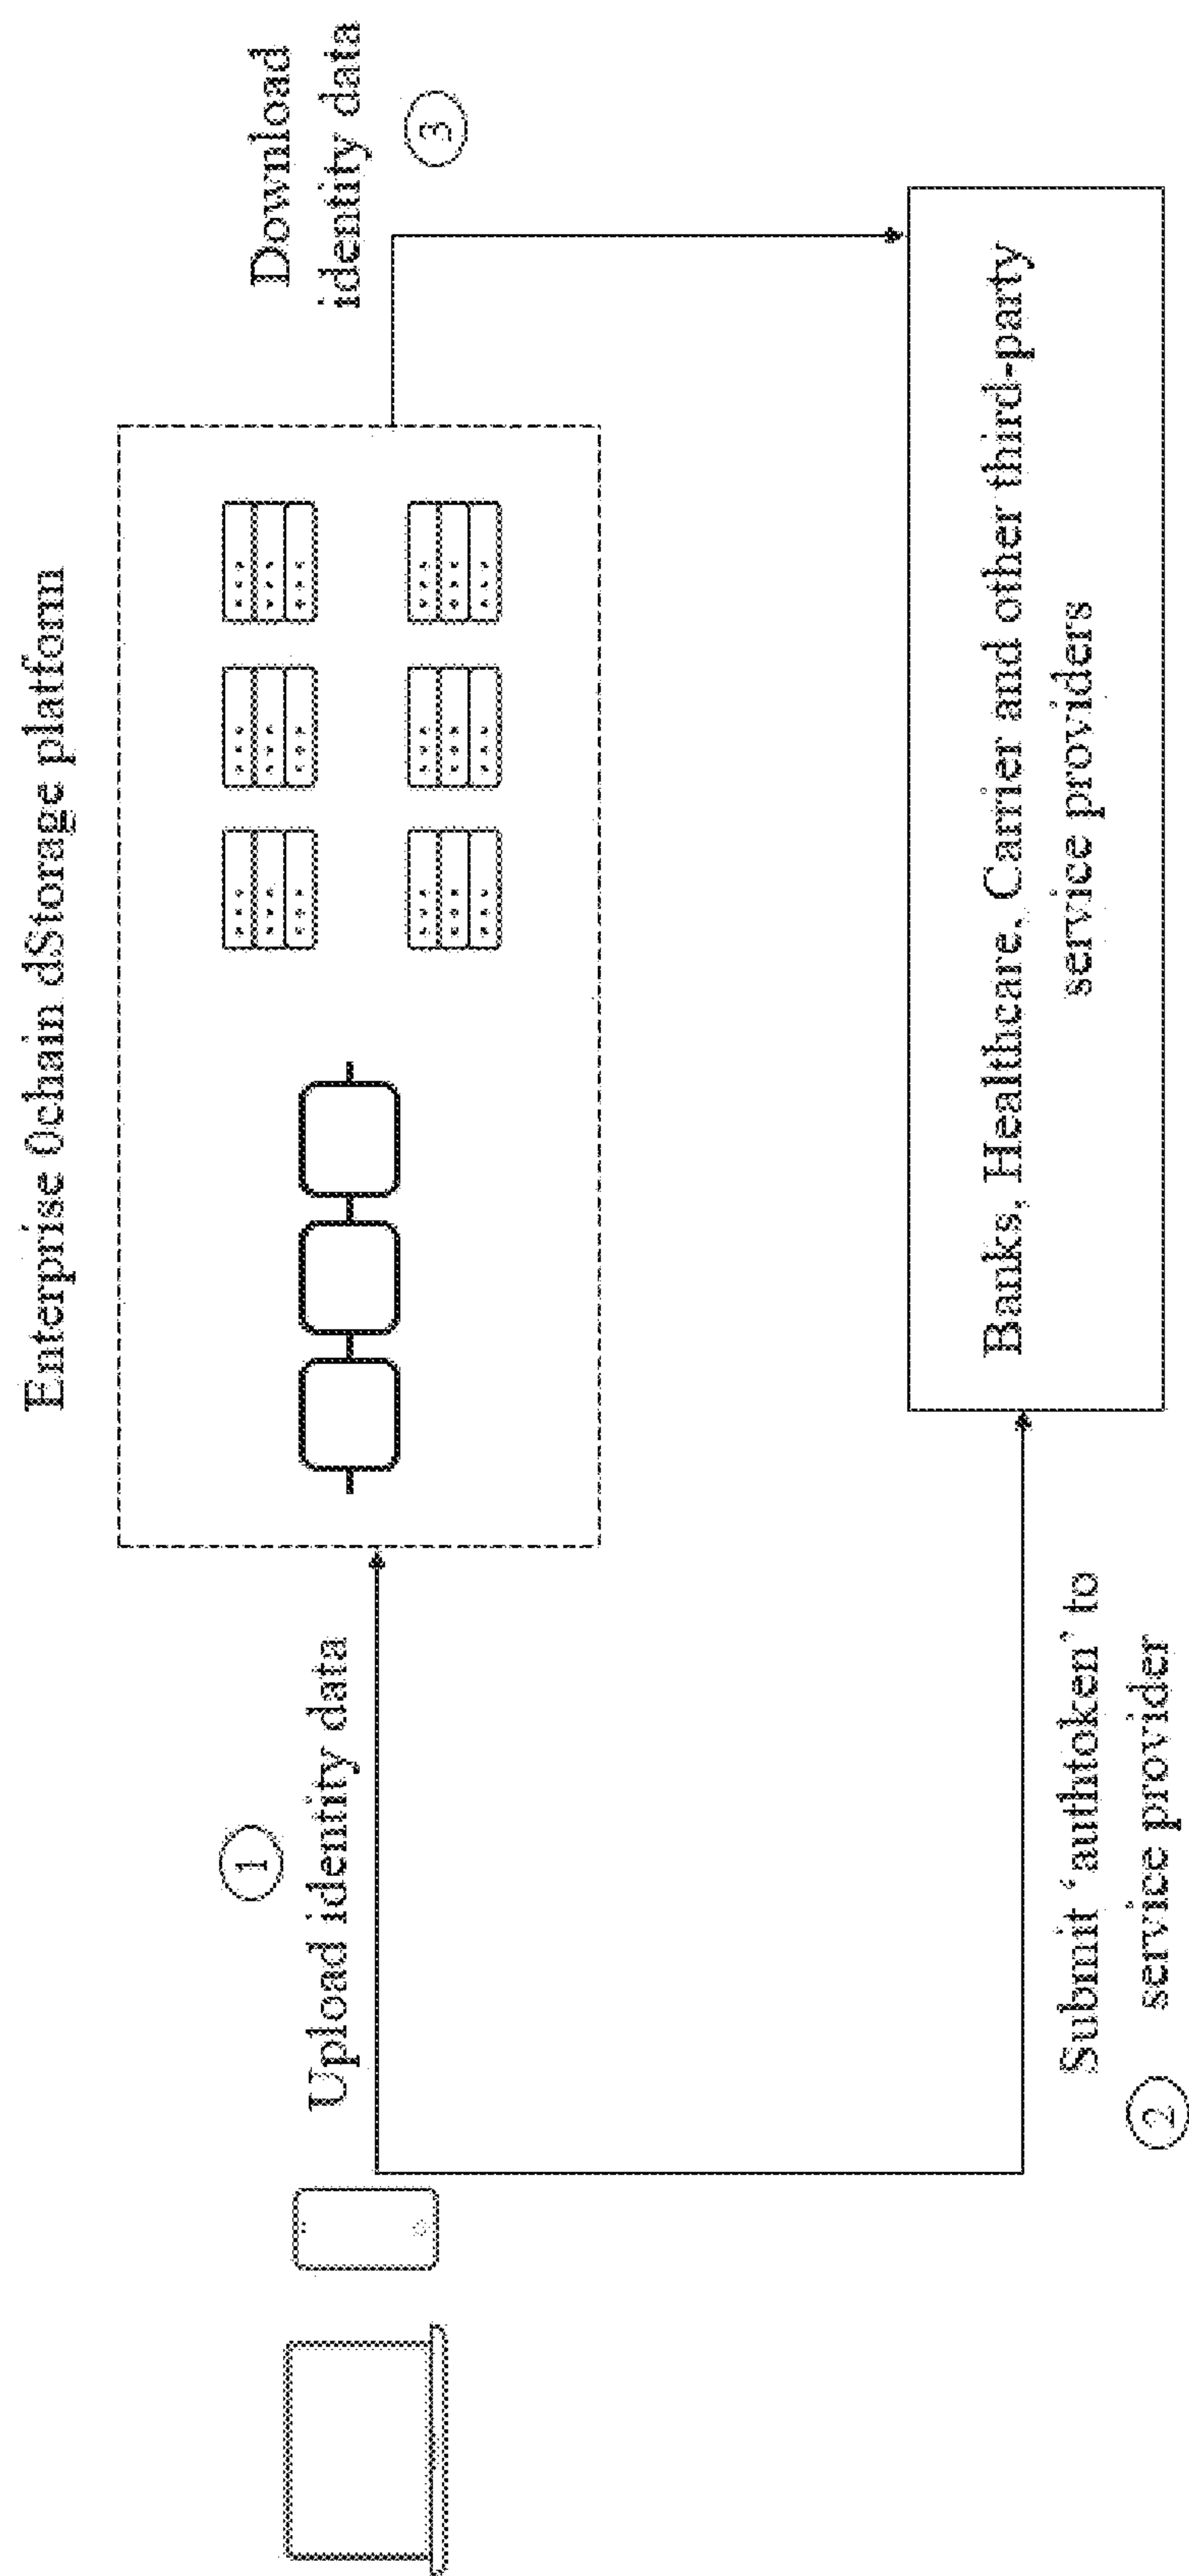 Enterprise 0chain dStorage platform
1
Upload identity data
Download
identity data
3
Banks, Healthcare, Carrier and other third-party
service providers
Submit ‘authtoken’ to
2 service provider